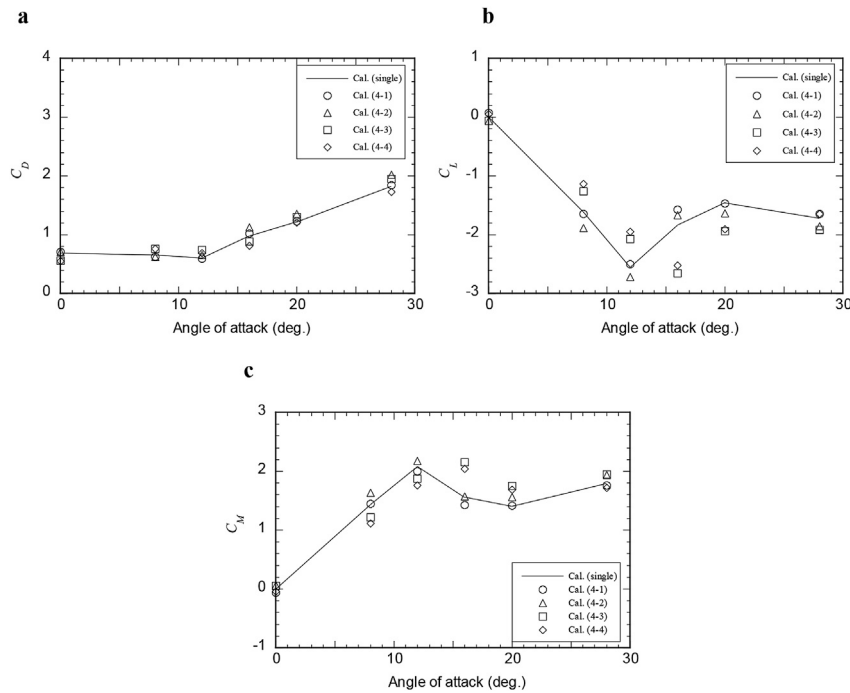 a
4
3
2
1
0
C_D
0
10
20
30
Angle of attack (deg.)
Cal. (single)
Cal. (4-1)
Cal. (4-2)
Cal. (4-3)
Cal. (4-4)
b
1
0
-1
-2
-3
C_L
0
10
20
30
Angle of attack (deg.)
Cal. (single)
Cal. (4-1)
Cal. (4-2)
Cal. (4-3)
Cal. (4-4)
c
3
2
1
0
-1
C_M
0
10
20
30
Angle of attack (deg.)
Cal. (single)
Cal. (4-1)
Cal. (4-2)
Cal. (4-3)
Cal. (4-4)